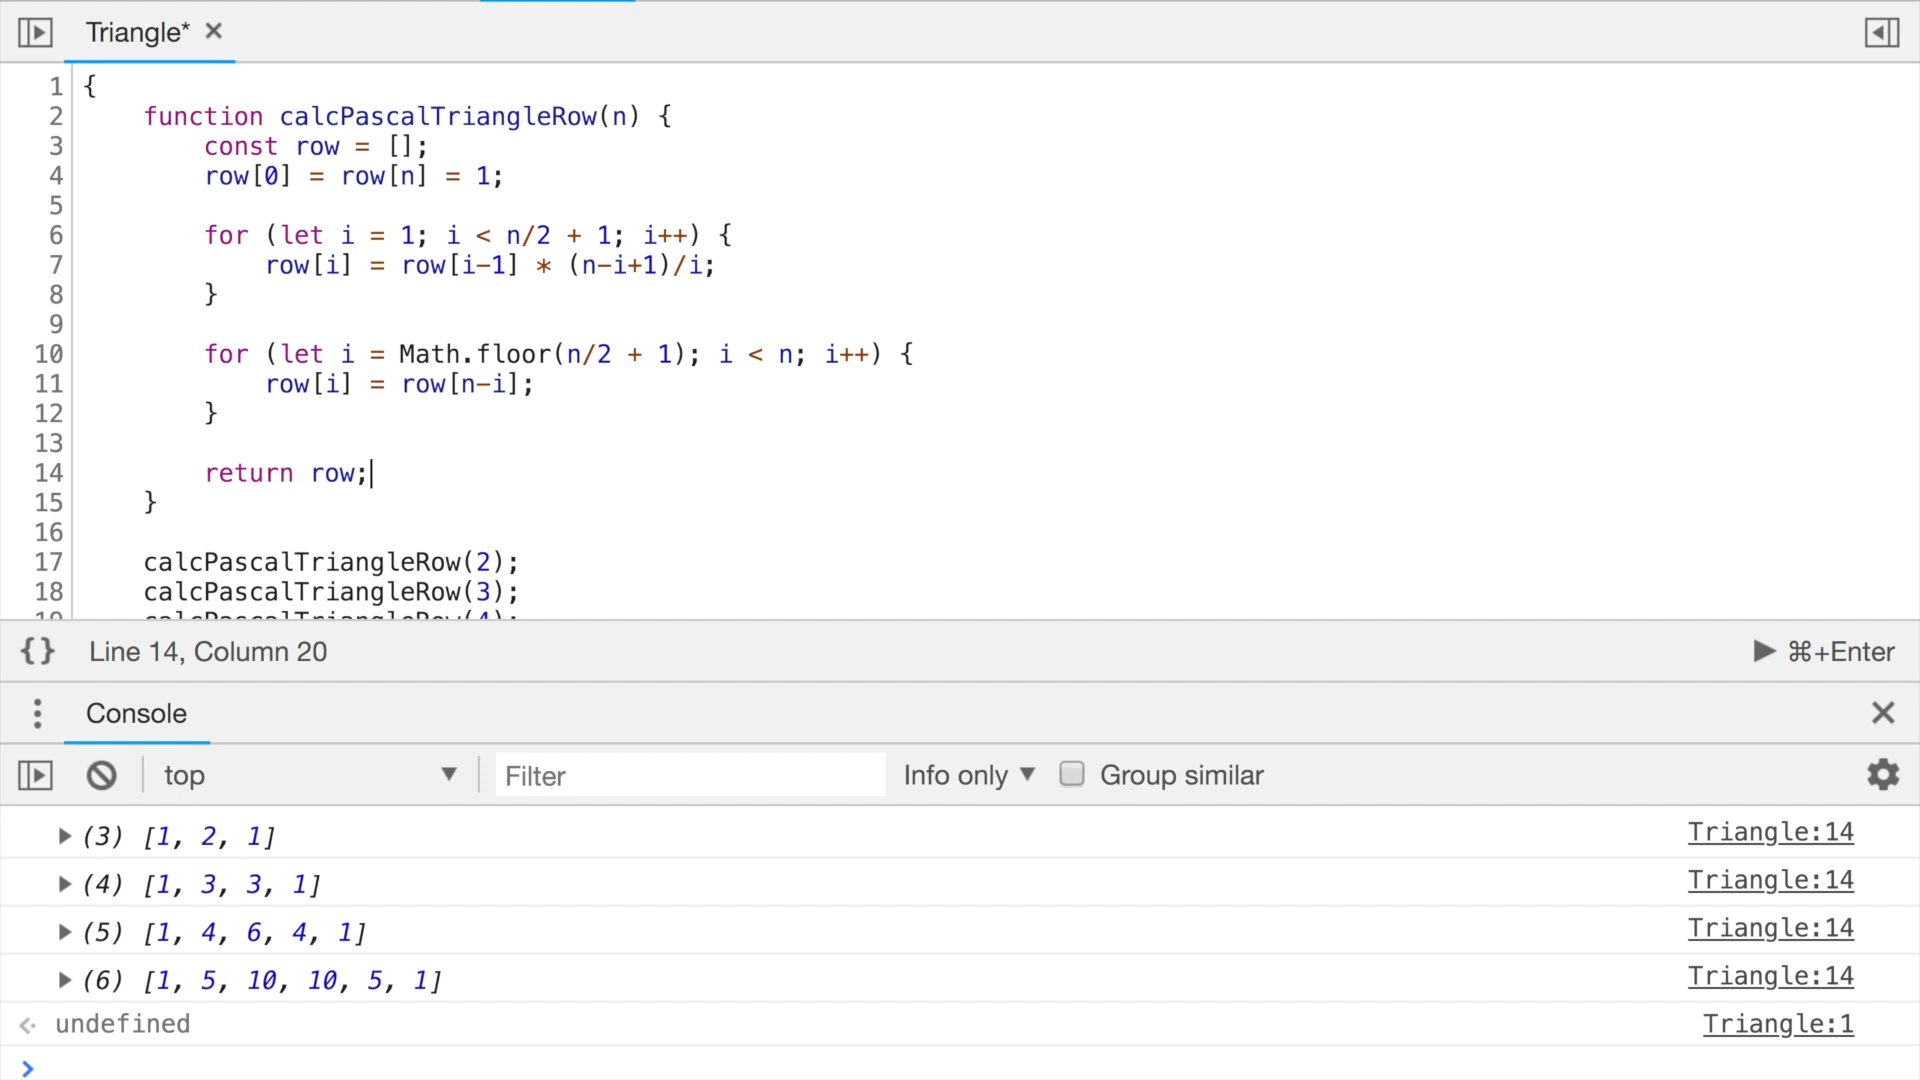 Triangle* ×
1 {
2     function calcPascalTriangleRow(n) {
3         const row = [];
4         row[0] = row[n] = 1;
5
6         for (let i = 1; i < n/2 + 1; i++) {
7             row[i] = row[i-1] * (n-i+1)/i;
8         }
9
10         for (let i = Math.floor(n/2 + 1); i < n; i++) {
11             row[i] = row[n-i];
12         }
13
14         return row;
15     }
16
17     calcPascalTriangleRow(2);
18     calcPascalTriangleRow(3);
19     calcPascalTriangleRow(4);
{} Line 14, Column 20 ⌘+Enter
Console ×
top Filter Info only Group similar
(3) [1, 2, 1] Triangle:14
(4) [1, 3, 3, 1] Triangle:14
(5) [1, 4, 6, 4, 1] Triangle:14
(6) [1, 5, 10, 10, 5, 1] Triangle:14
undefined Triangle:1